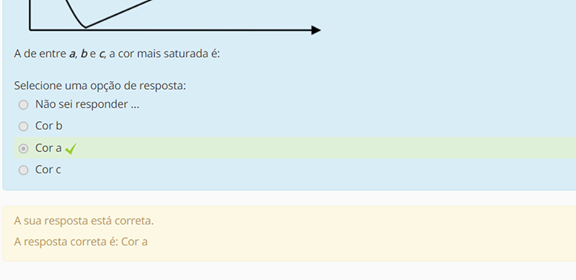 A de entre a, b e c, a cor mais saturada é:
Selecione uma opção de resposta:
Não sei responder ...
Cor b
Cor a
Cor c
A sua resposta está correta.
A resposta correta é: Cor a